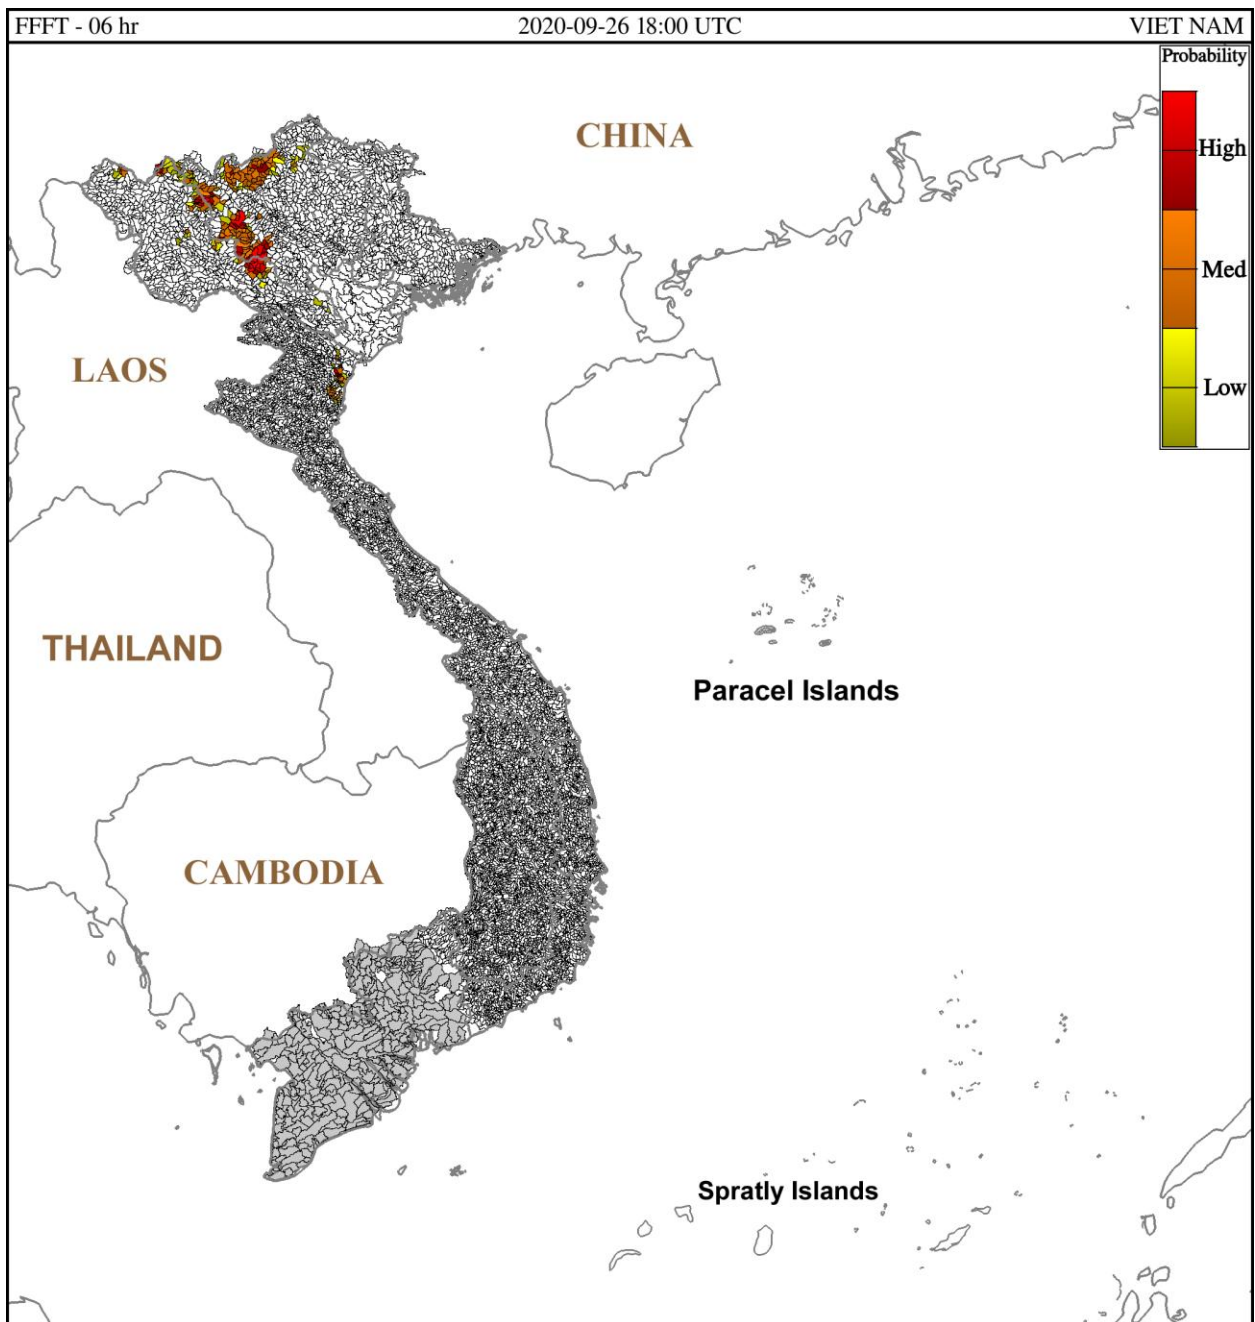 FFFT - 06 hr
2020-09-26 18:00 UTC
VIET NAM
Probability
High
Med
Low
CHINA
LAOS
THAILAND
Paracel Islands
CAMBODIA
Spratly Islands